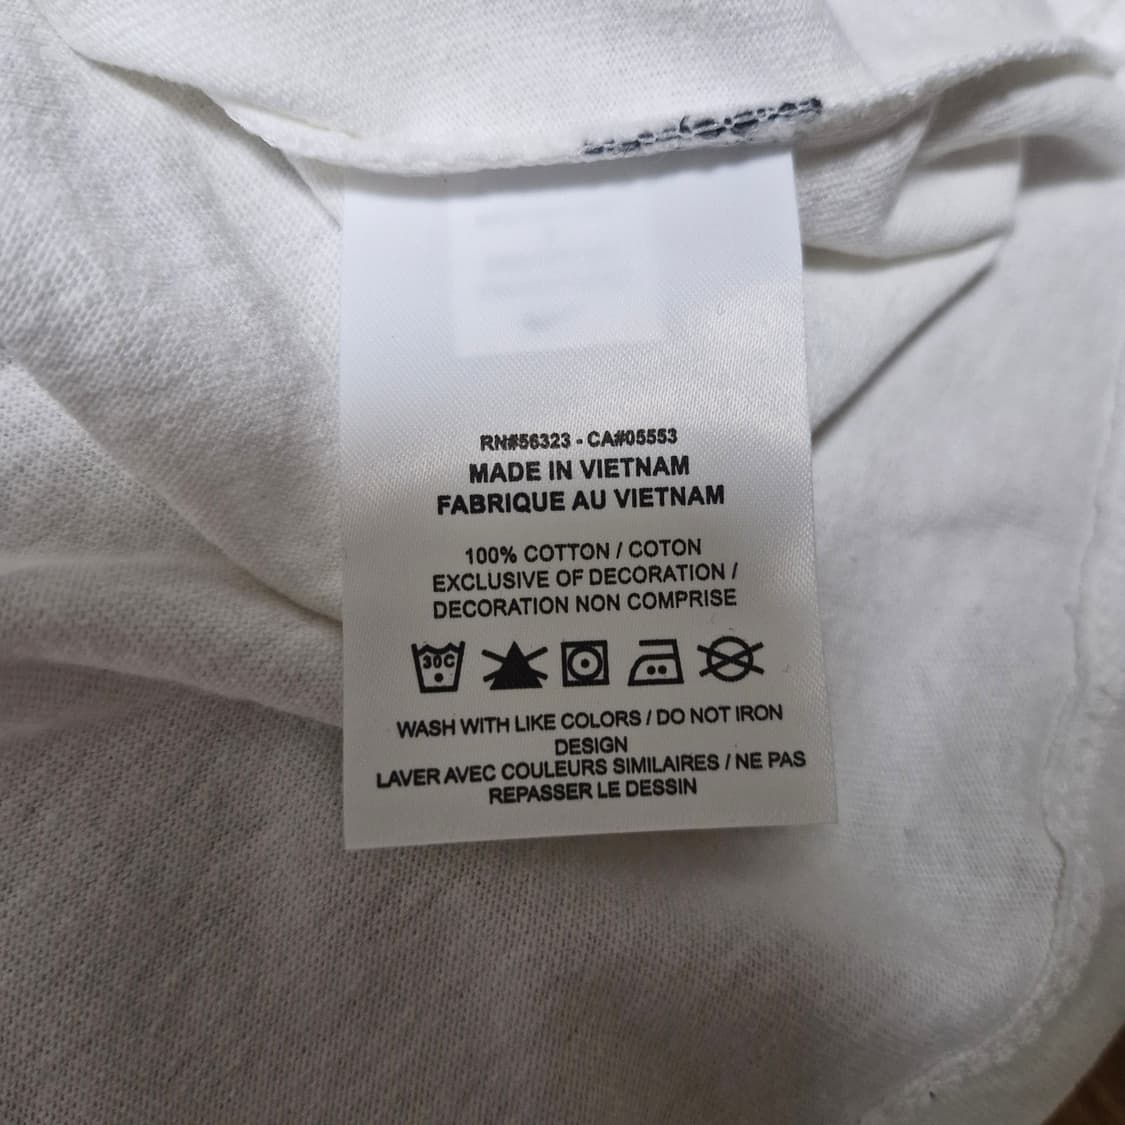 RN#56323 - CA#05553
MADE IN VIETNAM
FABRIQUE AU VIETNAM
100% COTTON / COTON
EXCLUSIVE OF DECORATION /
DECORATION NON COMPRISE
30C
WASH WITH LIKE COLORS / DO NOT IRON
DESIGN
LAVER AVEC COULEURS SIMILAIRES / NE PAS
REPASSER LE DESSIN